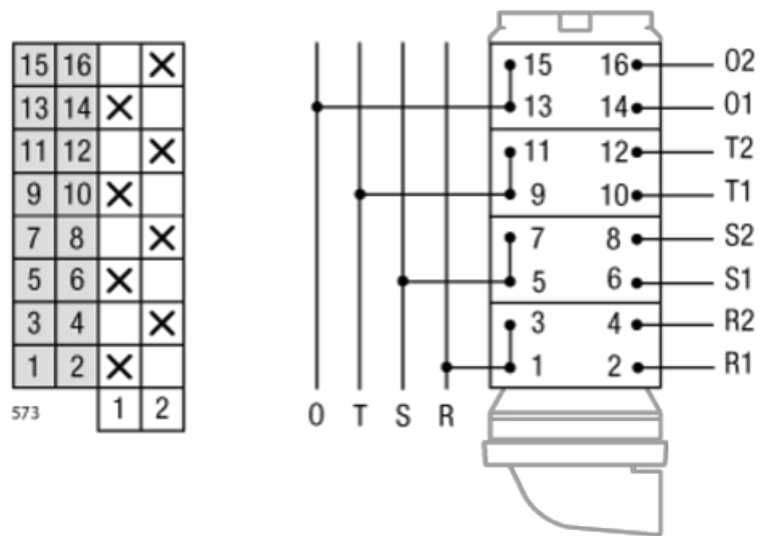 15 16 X
13 14 X
11 12 X
9 10 X
7 8 X
5 6 X
3 4 X
1 2 X
573 1 2
O T S R
15 16 O2
13 14 O1
11 12 T2
9 10 T1
7 8 S2
5 6 S1
3 4 R2
1 2 R1